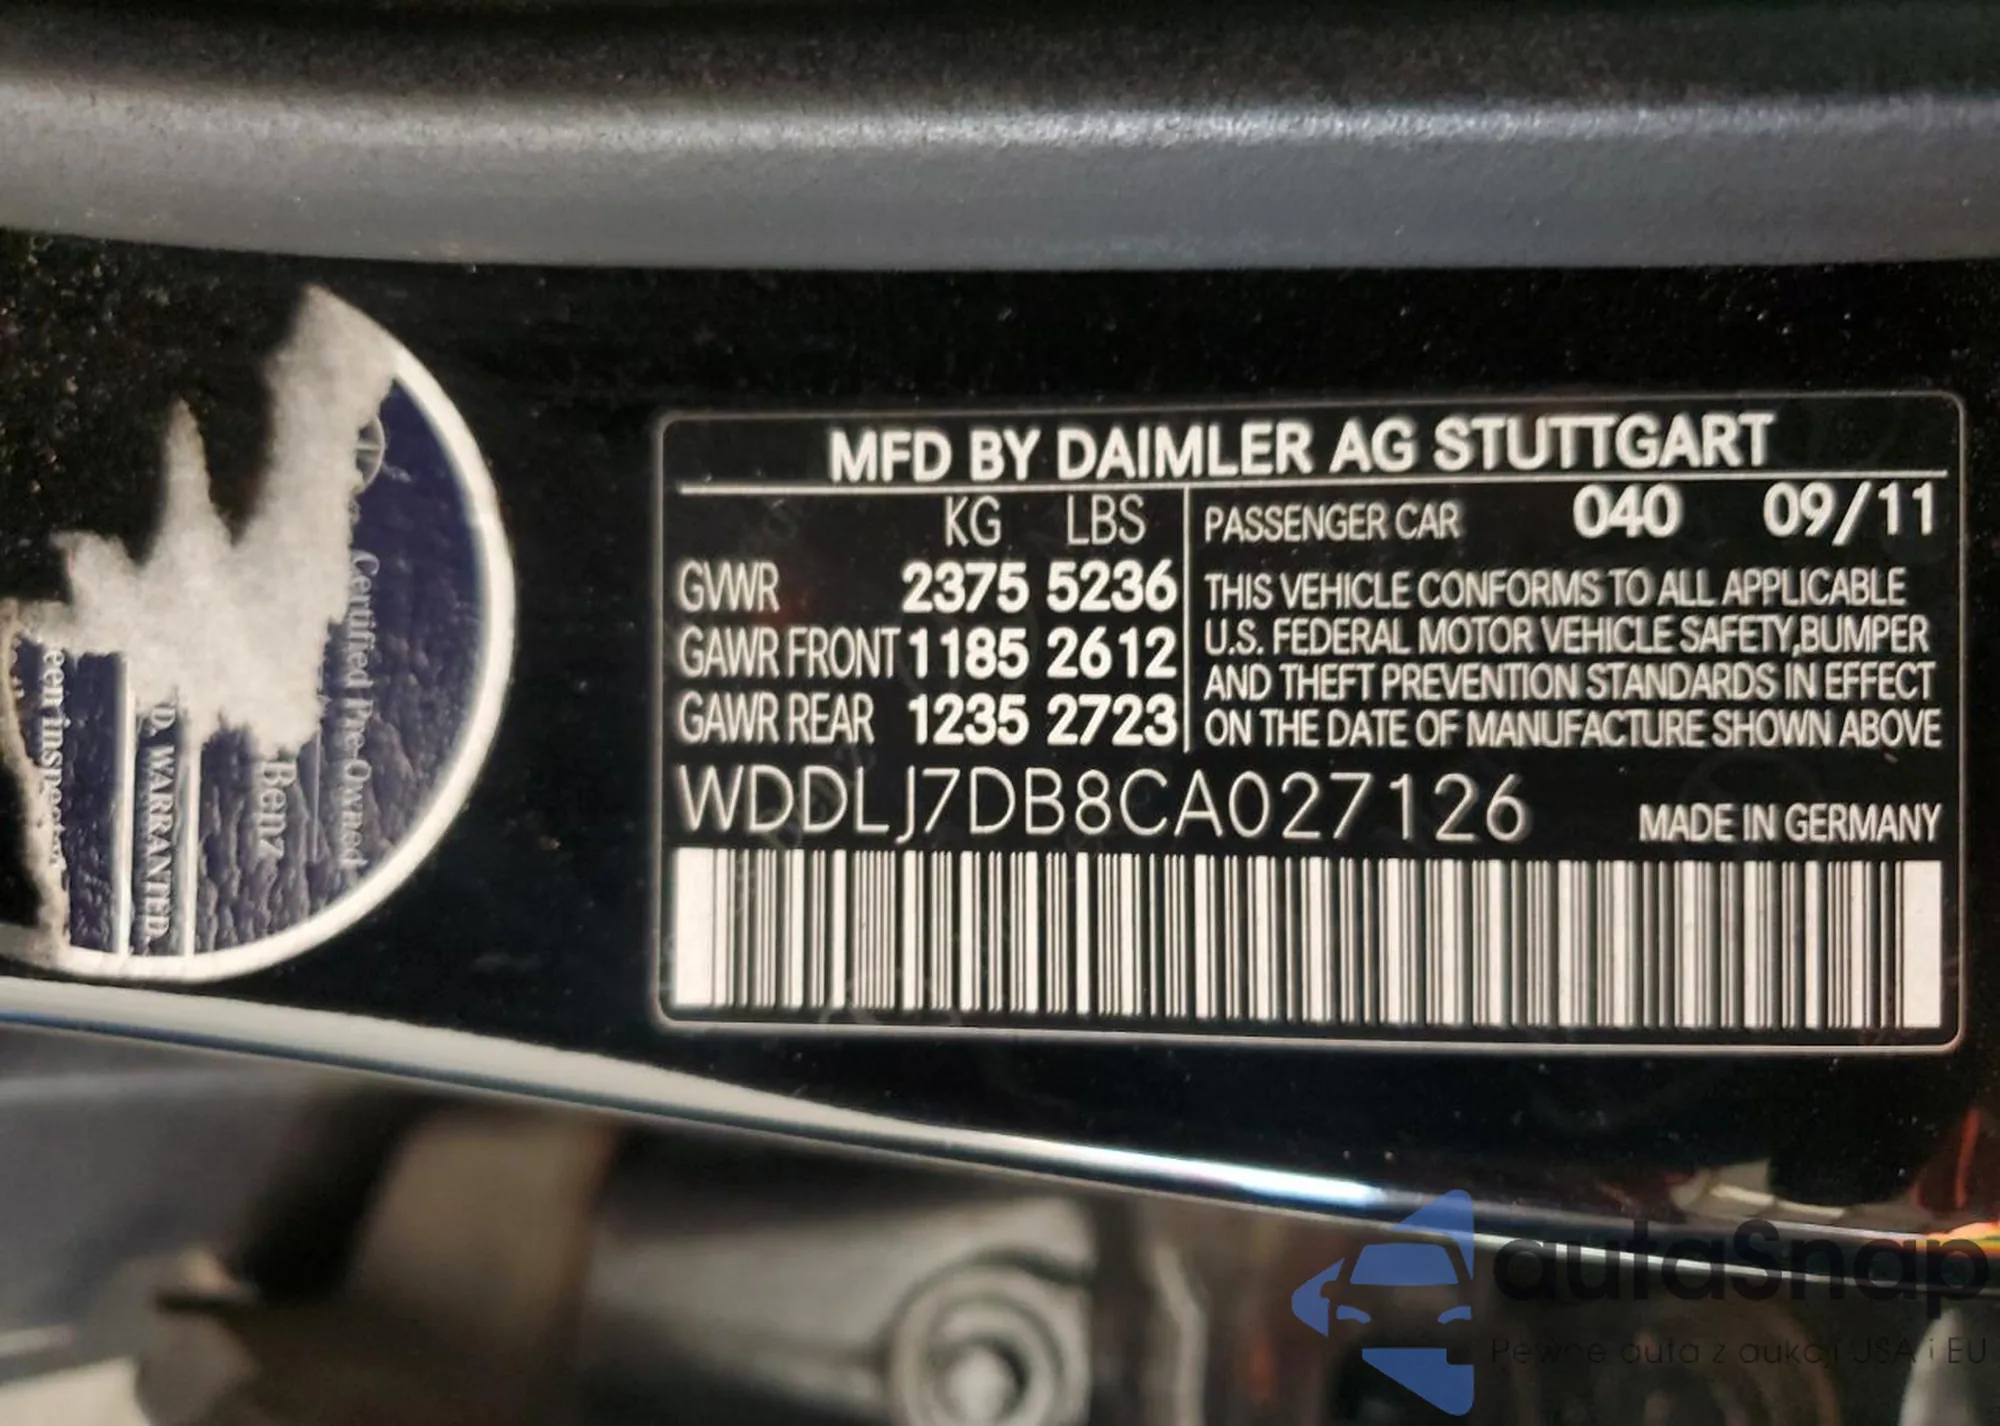 MFD BY DAIMLER AG STUTTGART
KG LBS
GVWR 2375 5236
GAWR FRONT 1185 2612
GAWR REAR 1235 2723
PASSENGER CAR 040 09/11
THIS VEHICLE CONFORMS TO ALL APPLICABLE
U.S. FEDERAL MOTOR VEHICLE SAFETY,BUMPER
AND THEFT PREVENTION STANDARDS IN EFFECT
ON THE DATE OF MANUFACTURE SHOWN ABOVE
WDDLJ7DB8CA027126
MADE IN GERMANY
Certified Pre-Owned
Benz
D. WARRANTED.
autaSnap
Pewne auta z aukcji USA i EU